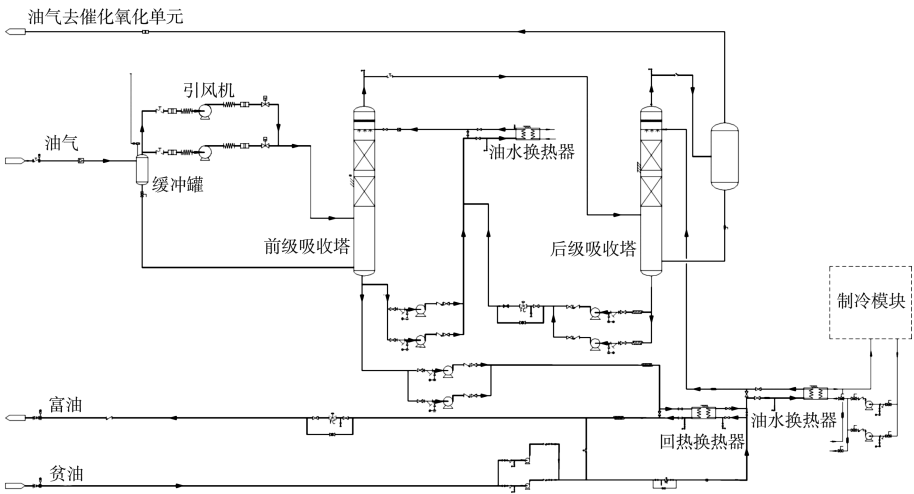 油气去催化氧化单元
引风机
油气
油水换热器
缓冲罐
前级吸收塔
后级吸收塔
制冷模块
富油
油水换热器
回热换热器
贫油